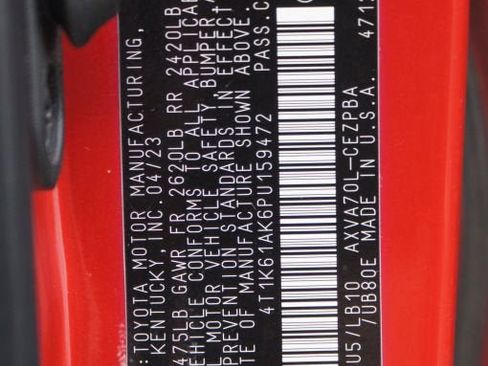 : TOYOTA MOTOR MANUFACTURING,
KENTUCKY, INC. 04/23
475LB GAWR FR 2620LB RR 2420LB
VEHICLE CONFORMS TO ALL APPLICAB
L MOTOR VEHICLE SAFETY, BUMPER,
PREVENTION STANDARDS IN EFFECT
OF MANUFACTURE SHOWN ABOVE.
4T1K61AK6PU159472 PASS.C
U5/LB10 AXVA70L-CEZPBA 4712
7UB80E MADE IN U.S.A.